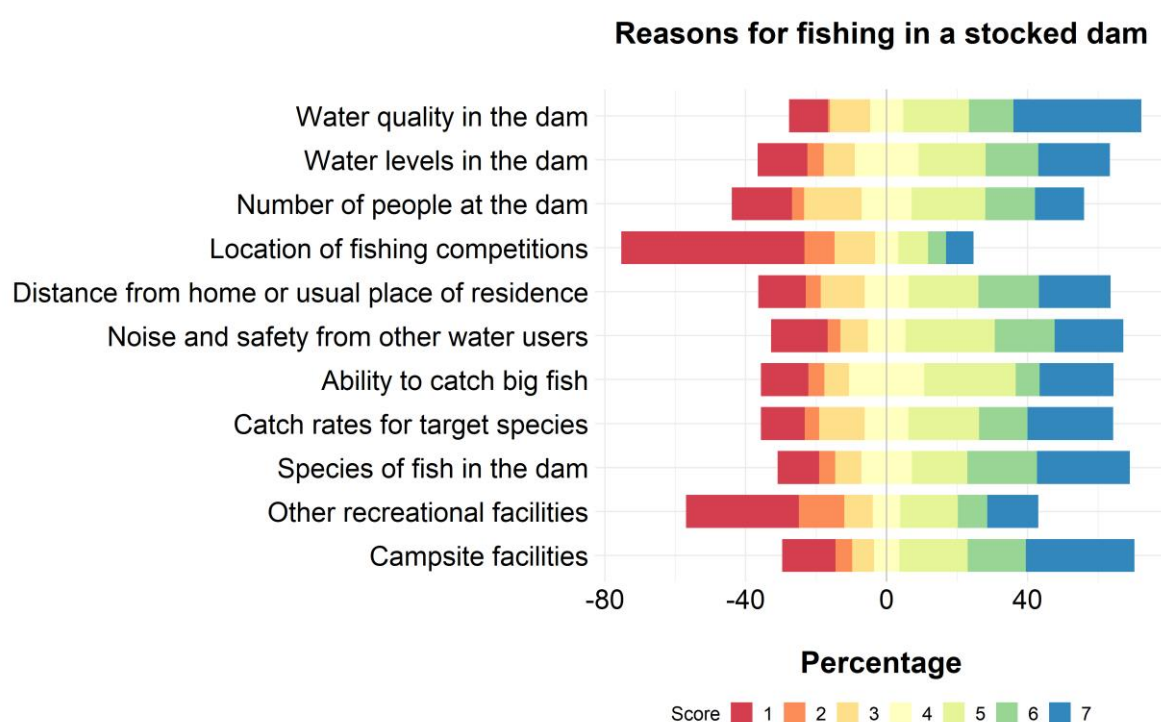 Reasons for fishing in a stocked dam
Water quality in the dam
Water levels in the dam
Number of people at the dam
Location of fishing competitions
Distance from home or usual place of residence
Noise and safety from other water users
Ability to catch big fish
Catch rates for target species
Species of fish in the dam
Other recreational facilities
Campsite facilities
-80 -40 0 40
Percentage
Score 1 2 3 4 5 6 7